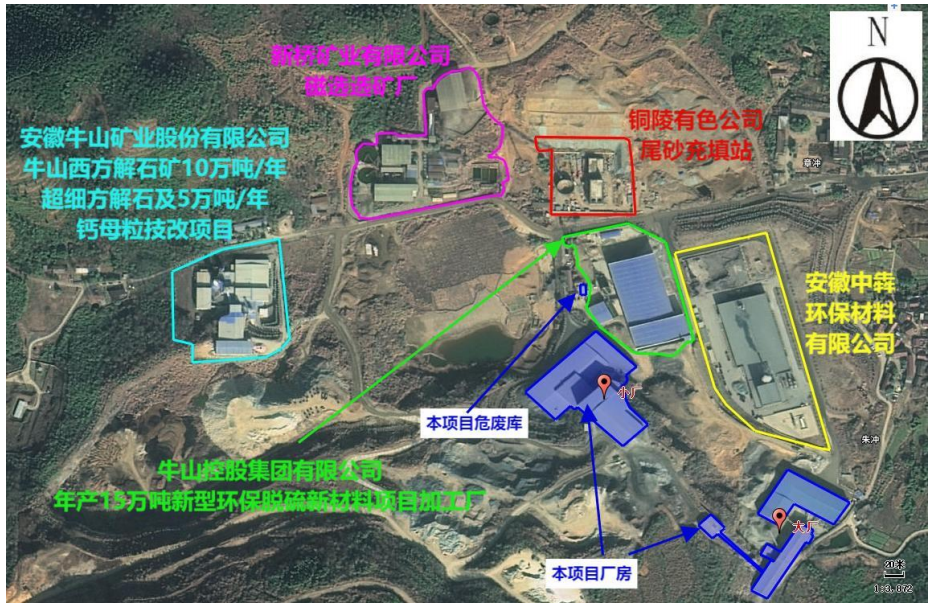 N
新桥矿业有限公司
磁选选矿厂
铜陵有色公司
尾砂充填站
章冲
安徽牛山矿业股份有限公司
牛山西方解石矿10万吨/年
超细方解石及5万吨/年
钙母粒技改项目
安徽中犇
环保材料
有限公司
小厂
本项目危废库
朱冲
牛山控股集团有限公司
年产15万吨新型环保脱硫新材料项目加工厂
大厂
本项目厂房
20米
1:3,072